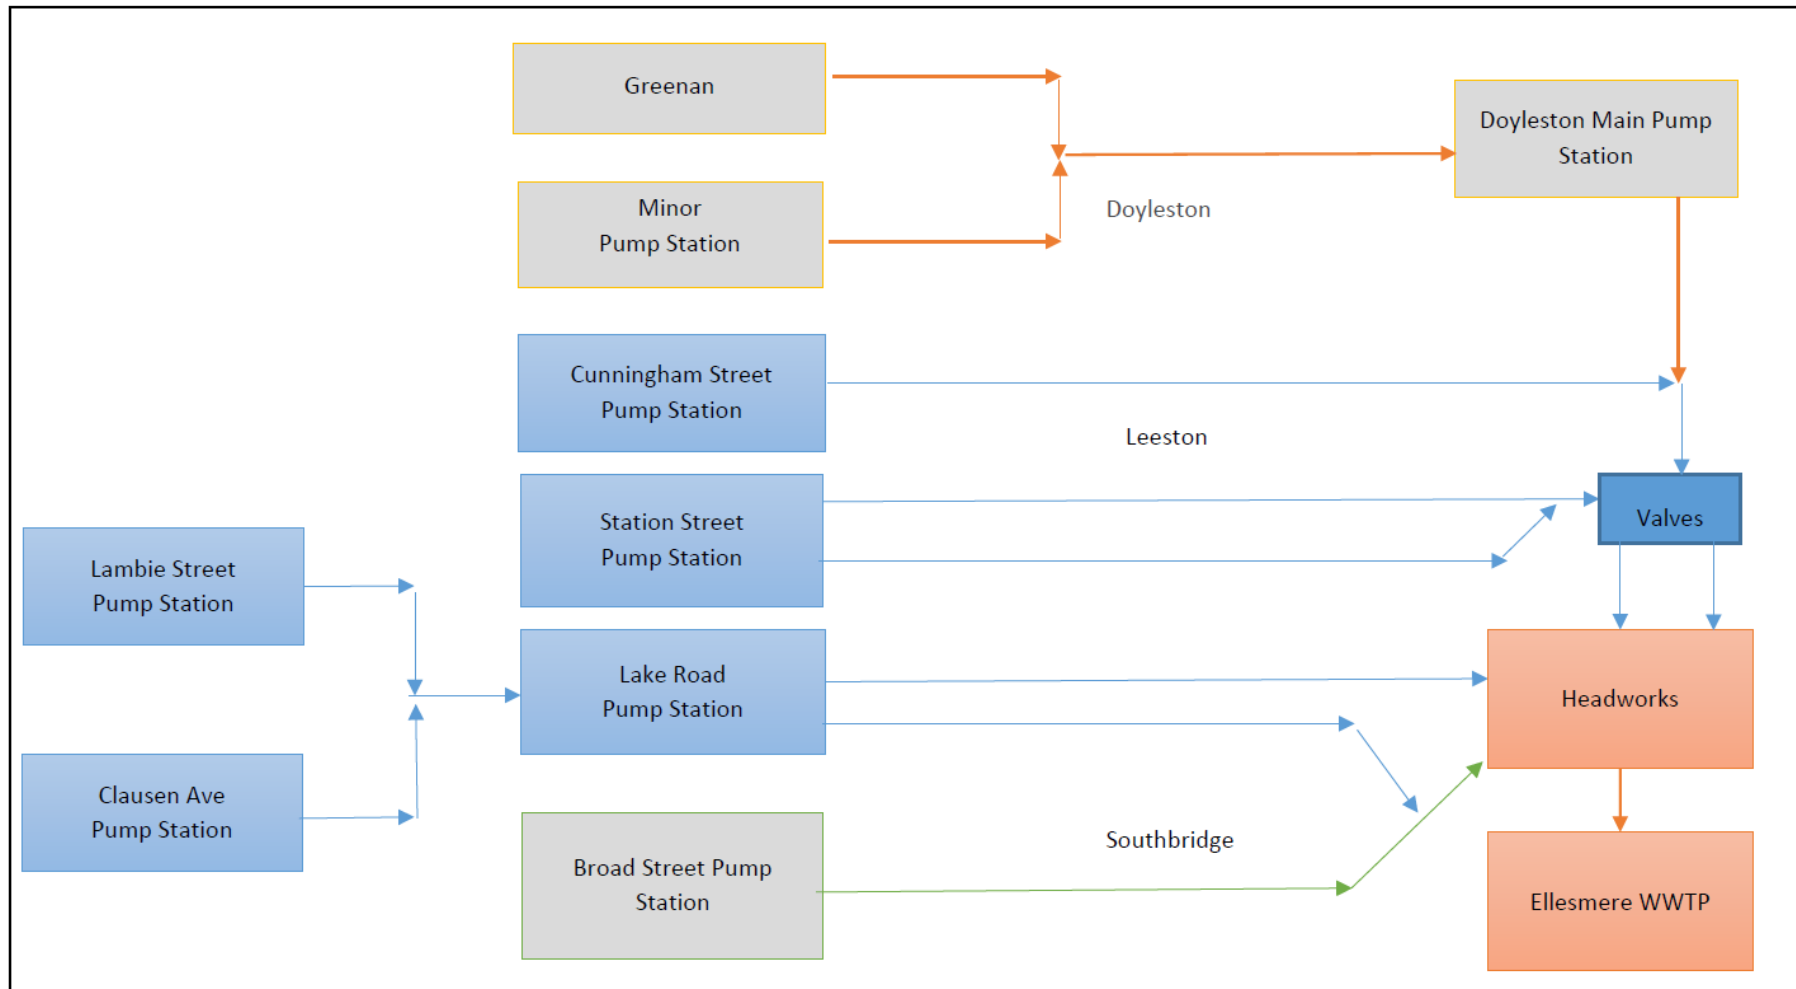 Greenan
Doyleston Main Pump
Station
Minor
Pump Station
Doyleston
Cunningham Street
Pump Station
Leeston
Station Street
Pump Station
Valves
Lambie Street
Pump Station
Lake Road
Pump Station
Headworks
Clausen Ave
Pump Station
Southbridge
Broad Street Pump
Station
Ellesmere WWTP